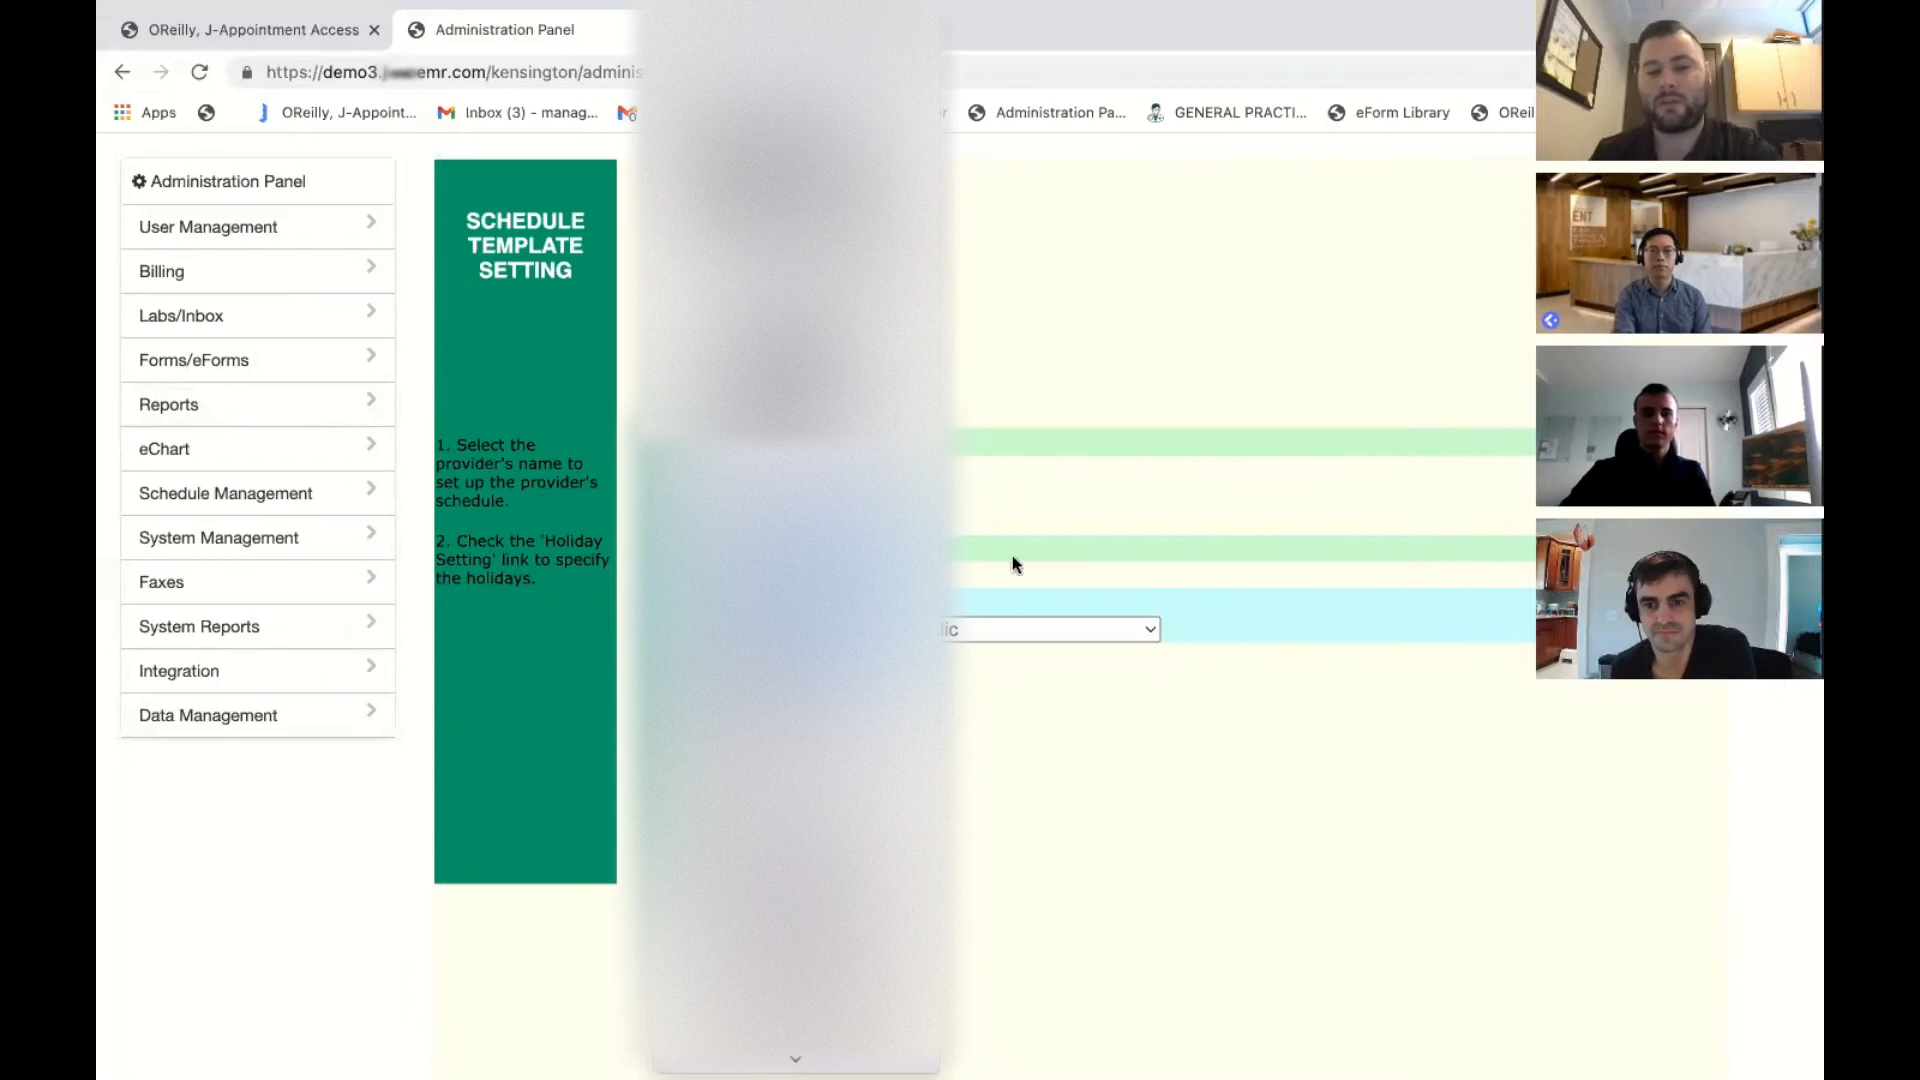 OReilly, J-Appointment Access
Administration Panel
https://demo3.
emr.com/kensington/adminis
Apps
OReilly, J-Appoint...
Inbox (3) - manag...
Administration Pa...
GENERAL PRACTI...
eForm Library
OReil
Administration Panel
User Management
Billing
Labs/Inbox
Forms/eForms
Reports
eChart
Schedule Management
System Management
Faxes
System Reports
Integration
Data Management
SCHEDULE
TEMPLATE
SETTING
1. Select the
provider's name to
set up the provider's
schedule.
2. Check the 'Holiday
Setting' link to specify
the holidays.
lic
ENT